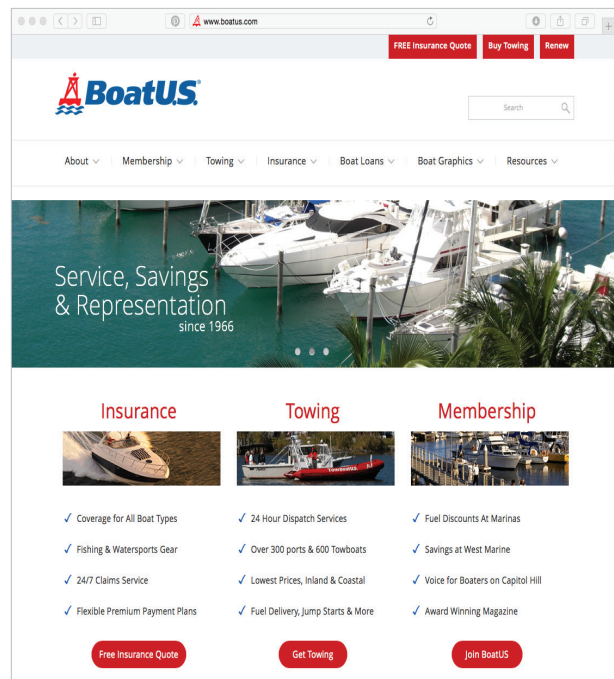 www.boatus.com
FREE Insurance Quote Buy Towing Renew
BoatU.S.®
Search
About Membership Towing Insurance Boat Loans Boat Graphics Resources
Service, Savings
& Representation
since 1966
Insurance Towing Membership
TowBoatU.S.
✓ Coverage for All Boat Types ✓ 24 Hour Dispatch Services ✓ Fuel Discounts At Marinas
✓ Fishing & Watersports Gear ✓ Over 300 ports & 600 Towboats ✓ Savings at West Marine
✓ 24/7 Claims Service ✓ Lowest Prices, Inland & Coastal ✓ Voice for Boaters on Capitol Hill
✓ Flexible Premium Payment Plans ✓ Fuel Delivery, Jump Starts & More ✓ Award Winning Magazine
Free Insurance Quote Get Towing Join BoatUS